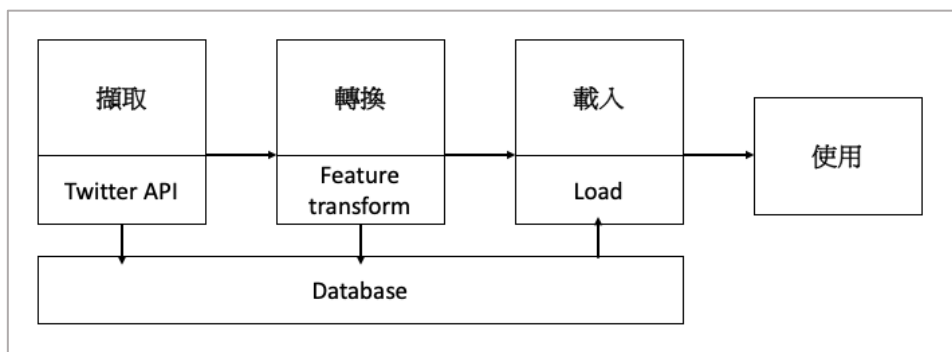 擷取
轉換
載入
使用
Twitter API
Feature
transform
Load
Database